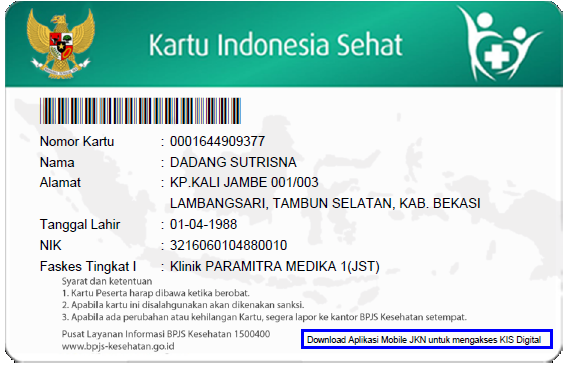 Kartu Indonesia Sehat
Nomor Kartu : 0001644909377
Nama : DADANG SUTRISNA
Alamat : KP.KALI JAMBE 001/003
LAMBANGSARI, TAMBUN SELATAN, KAB. BEKASI
Tanggal Lahir : 01-04-1988
NIK : 3216060104880010
Faskes Tingkat I : Klinik PARAMITRA MEDIKA 1(JST)
Syarat dan ketentuan
1. Kartu Peserta harap dibawa ketika berobat.
2. Apabila kartu ini disalahgunakan akan dikenakan sanksi.
3. Apabila ada perubahan atau kehilangan Kartu, segera lapor ke kantor BPJS Kesehatan setempat.
Pusat Layanan Informasi BPJS Kesehatan 1500400
www.bpjs-kesehatan.go.id
Download Aplikasi Mobile JKN untuk mengakses KIS Digital